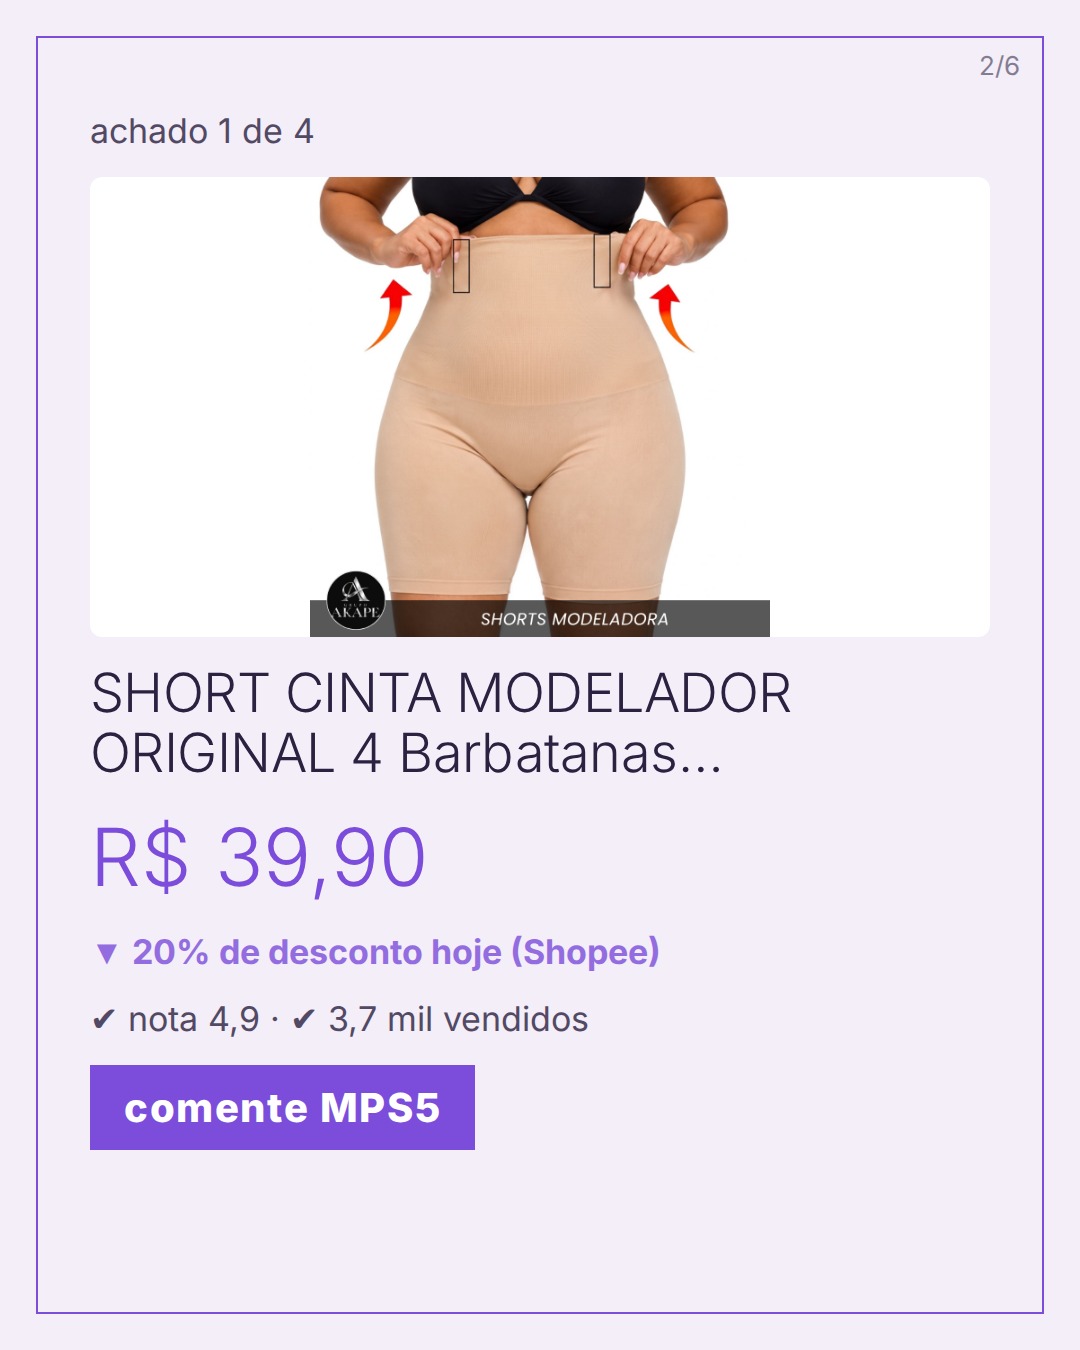 2/6
achado 1 de 4
AKAPE
SHORTS MODELADORA
SHORT CINTA MODELADOR
ORIGINAL 4 Barbatanas...
R$ 39,90
▼ 20% de desconto hoje (Shopee)
✔ nota 4,9 · ✔ 3,7 mil vendidos
comente MPS5